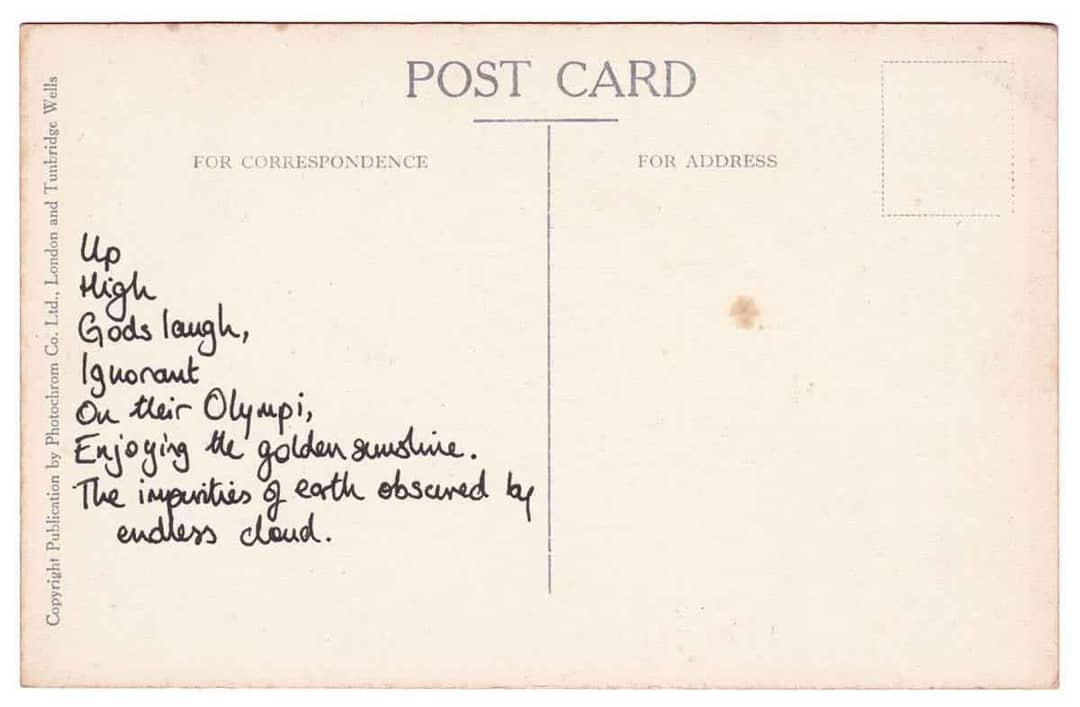 POST CARD
FOR CORRESPONDENCE
FOR ADDRESS
Copyright Publication by Photochrom Co. Ltd., London and Tunbridge Wells
Up
High
Gods laugh,
Ignorant
On their Olympi,
Enjoying the golden sunshine.
The impurities of earth obscured by
endless cloud.